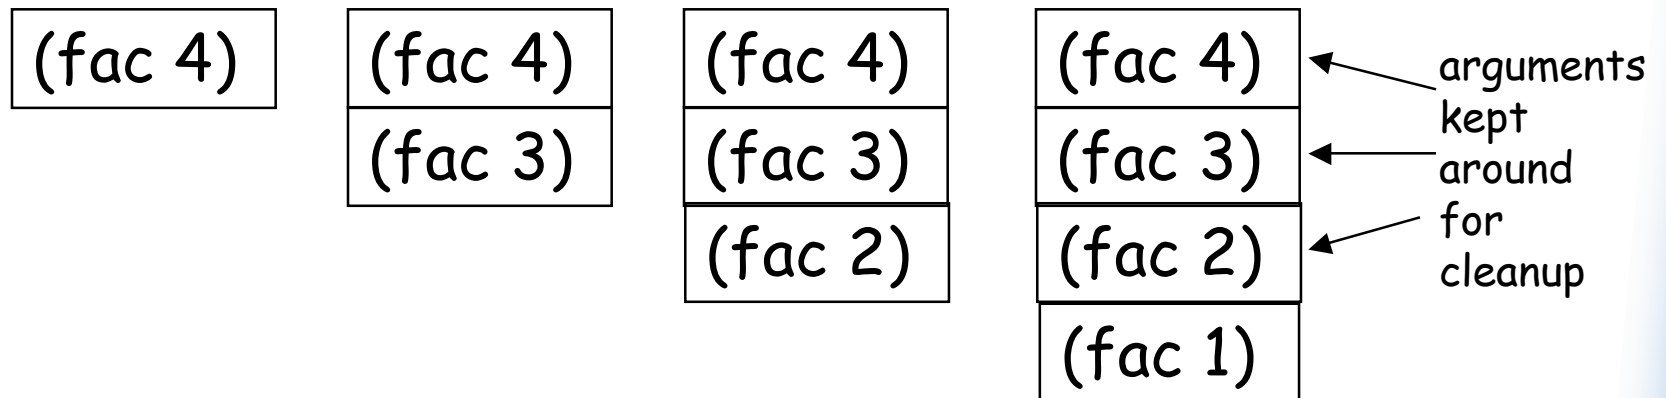 (fac 4)
(fac 4)
(fac 3)
(fac 4)
(fac 3)
(fac 2)
(fac 4)
(fac 3)
(fac 2)
(fac 1)
arguments
kept
around
for
cleanup